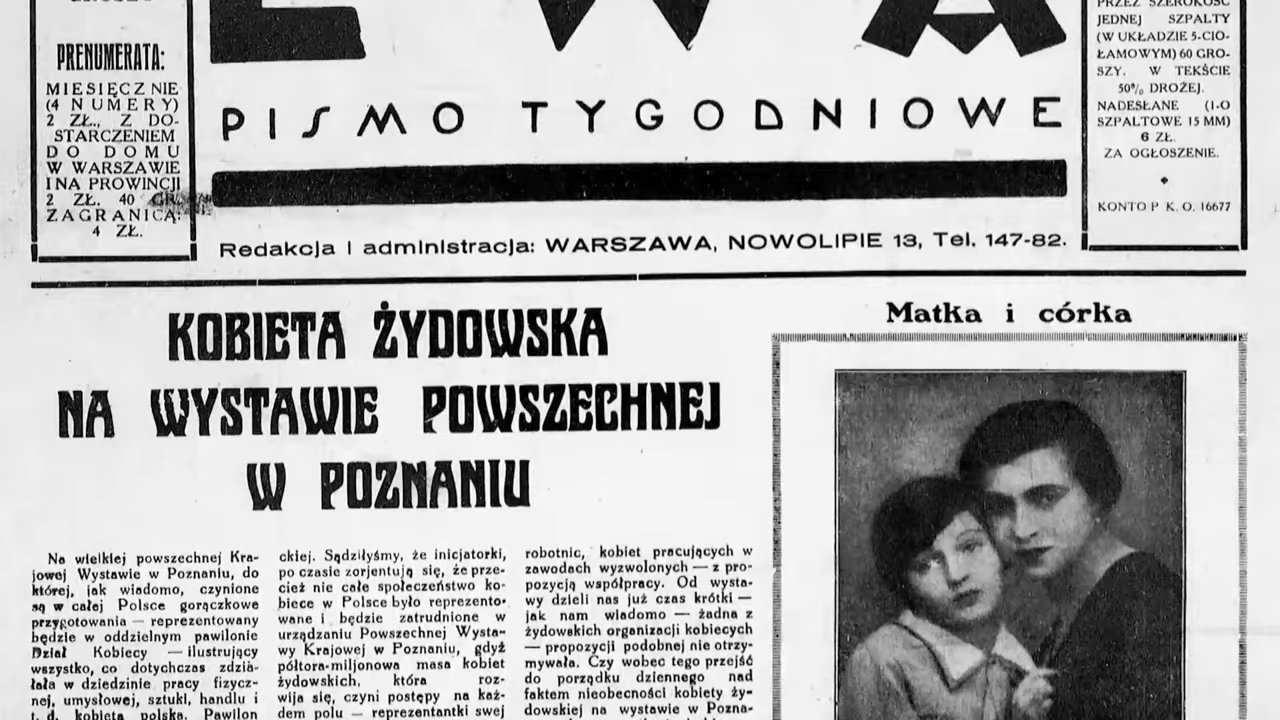 EWA
PISMO TYGODNIOWE
PRENUMERATA:
MIESIĘCZNIE
(4 NUMERY)
2 ZŁ., Z DO-
STARCZENIEM
DO DOMU
W WARSZAWIE
I NA PROWINCJI
2 ZŁ. 40 GR.
ZAGRANICĄ:
4 ZŁ.
PRZEZ SZEROKOŚĆ
JEDNEJ SZPALTY
(W UKŁADZIE 5-CIO-
ŁAMOWYM) 60 GRO-
SZY. W TEKŚCIE
50% DROŻEJ.
NADESŁANE (1-O
SZPALTOWE 15 MM)
6 ZŁ.
ZA OGŁOSZENIE.
KONTO P. K. O. 16677
Redakcja i administracja: WARSZAWA, NOWOLIPIE 13, Tel. 147-82.
KOBIETA ŻYDOWSKA
NA WYSTAWIE POWSZECHNEJ
W POZNANIU
Na wielkiej powszechnej Kra-
jowej Wystawie w Poznaniu, do
której, jak wiadomo, czynione
są w całej Polsce gorączkowe
przygotowania — reprezentowany
będzie w oddzielnym pawilonie
Dział Kobiecy — ilustrujący
wszystko, co dotychczas zdzia-
łała w dziedzinie pracy fizycz-
nej, umysłowej, sztuki, handlu i
t. d. kobieta polska. Pawilon
ckiej. Sądziłyśmy, że inicjatorki,
po czasie zorjentują się, że prze-
cież nie całe społeczeństwo ko-
biece w Polsce było reprezento-
wane i będzie zatrudnione w
urządzaniu Powszechnej Wysta-
wy Krajowej w Poznaniu, gdyż
półtora-miljonowa masa kobiet
żydowskich, która roz-
wija się, czyni postępy na każ-
dem polu — reprezentantki swej
robotnic, kobiet pracujących w
zawodach wyzwolonych — z pro-
pozycją współpracy. Od wysta-
wy dzieli nas już czas krótki —
jak nam wiadomo — żadna z
żydowskich organizacji kobiecych
— propozycji podobnej nie otrzy-
mywała. Czy wobec tego przejść
do porządku dziennego nad
faktem nieobecności kobiety ży-
dowskiej na wystawie w Pozna-
Matka i córka